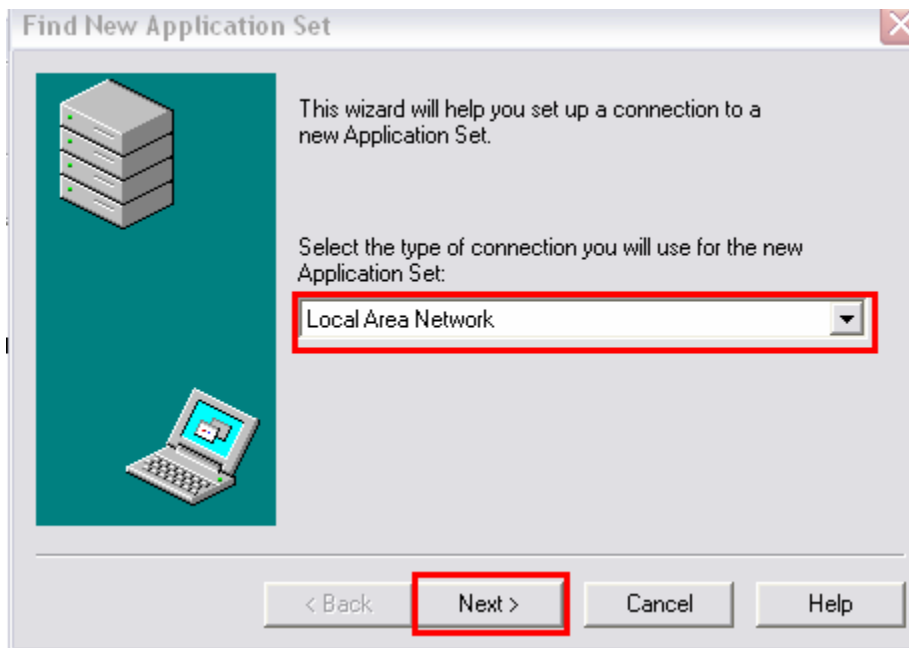 Find New Application Set
This wizard will help you set up a connection to a
new Application Set.
Select the type of connection you will use for the new
Application Set:
Local Area Network
< Back
Next >
Cancel
Help